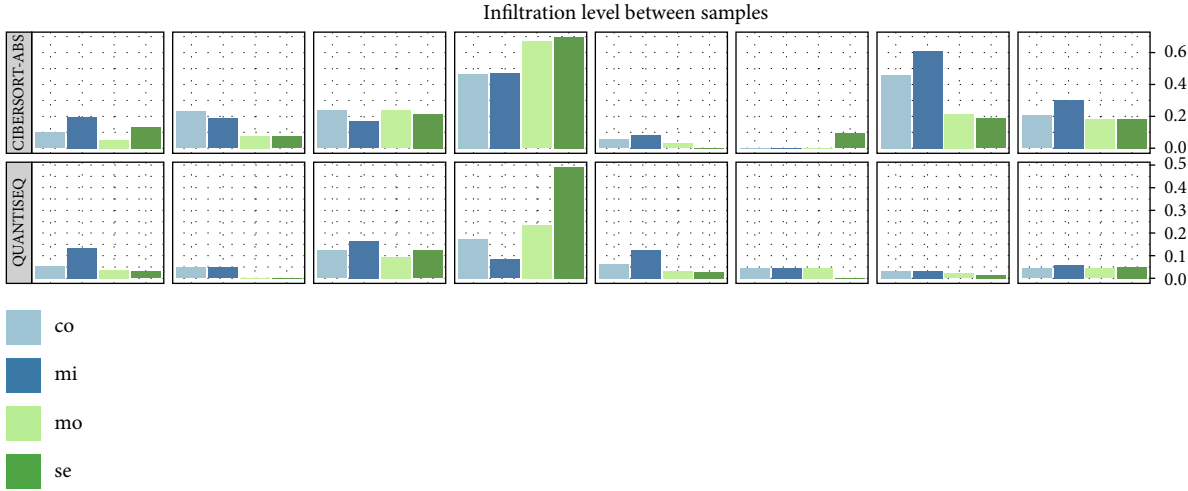 Infiltration level between samples
CIBERSORT-ABS
0.6
0.4
0.2
0.0
QUANTISEQ
0.5
0.4
0.3
0.2
0.1
0.0
co
mi
mo
se